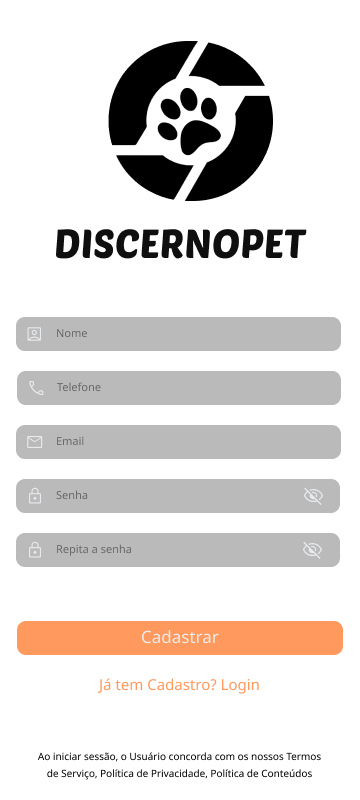 DISCERNOPET
Nome
Telefone
Email
Senha
Repita a senha
Cadastrar
Já tem Cadastro? Login
Ao iniciar sessão, o Usuário concorda com os nossos Termos
de Serviço, Política de Privacidade, Política de Conteúdos